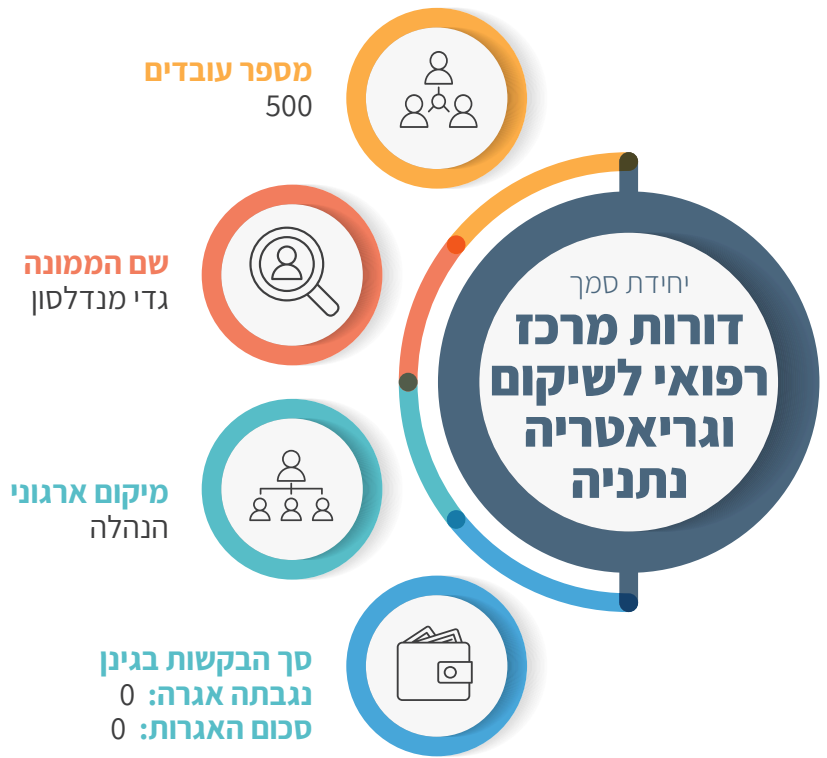 יחידת סמך
דורות מרכז
רפואי לשיקום
וגריאטריה
נתניה
מספר עובדים
500
שם הממונה
גדי מנדלסון
מיקום ארגוני
הנהלה
סך הבקשות בגינן
נגבתה אגרה: 0
סכום האגרות: 0